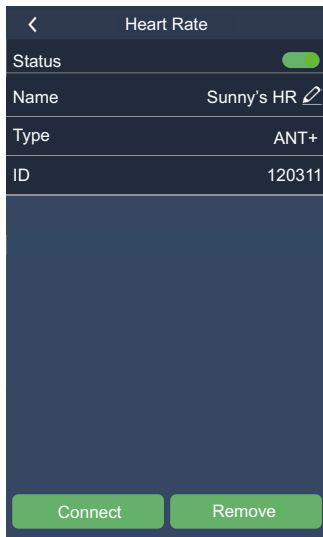 Heart Rate
Status
Name Sunny's HR
Type ANT+
ID 120311
Connect Remove